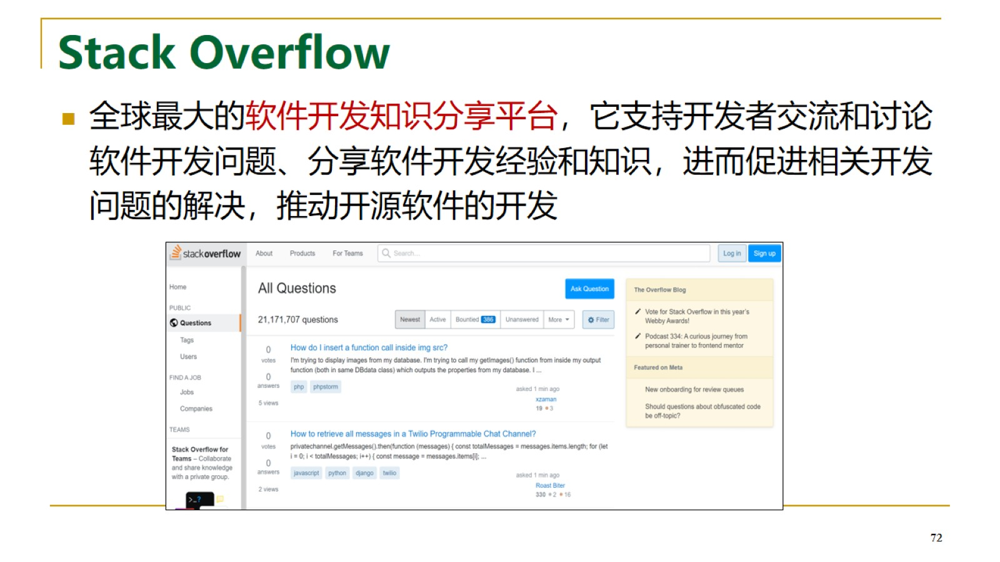 Stack Overflow
全球最大的软件开发知识分享平台，它支持开发者交流和讨论
软件开发问题、分享软件开发经验和知识，进而促进相关开发
问题的解决，推动开源软件的开发
stackoverflow
About Products For Teams Search... Log in Sign up
Home
PUBLIC
Questions
Tags
Users
FIND A JOB
Jobs
Companies
TEAMS
Stack Overflow for
Teams – Collaborate
and share knowledge
with a private group.
>_?
All Questions
Ask Question
21,171,707 questions
Newest Active Bountied 386 Unanswered More Filter
0
votes
0
answers
5 views
How do I insert a function call inside img src?
I'm trying to display images from my database. I'm trying to call my getImages() function from inside my output
function (both in same DBdata class) which outputs the properties from my database. I ...
php phpstorm
asked 1 min ago
xzaman
19 3
0
votes
0
answers
2 views
How to retrieve all messages in a Twilio Programmable Chat Channel?
privatechannel.getMessages().then(function (messages) { const totalMessages = messages.items.length; for (let
i = 0; i < totalMessages; i++) { const message = messages.items[i]; ...
javascript python django twilio
asked 1 min ago
Roast Biter
330 2 16
The Overflow Blog
Vote for Stack Overflow in this year's
Webby Awards!
Podcast 334: A curious journey from
personal trainer to frontend mentor
Featured on Meta
New onboarding for review queues
Should questions about obfuscated code
be off-topic?
72